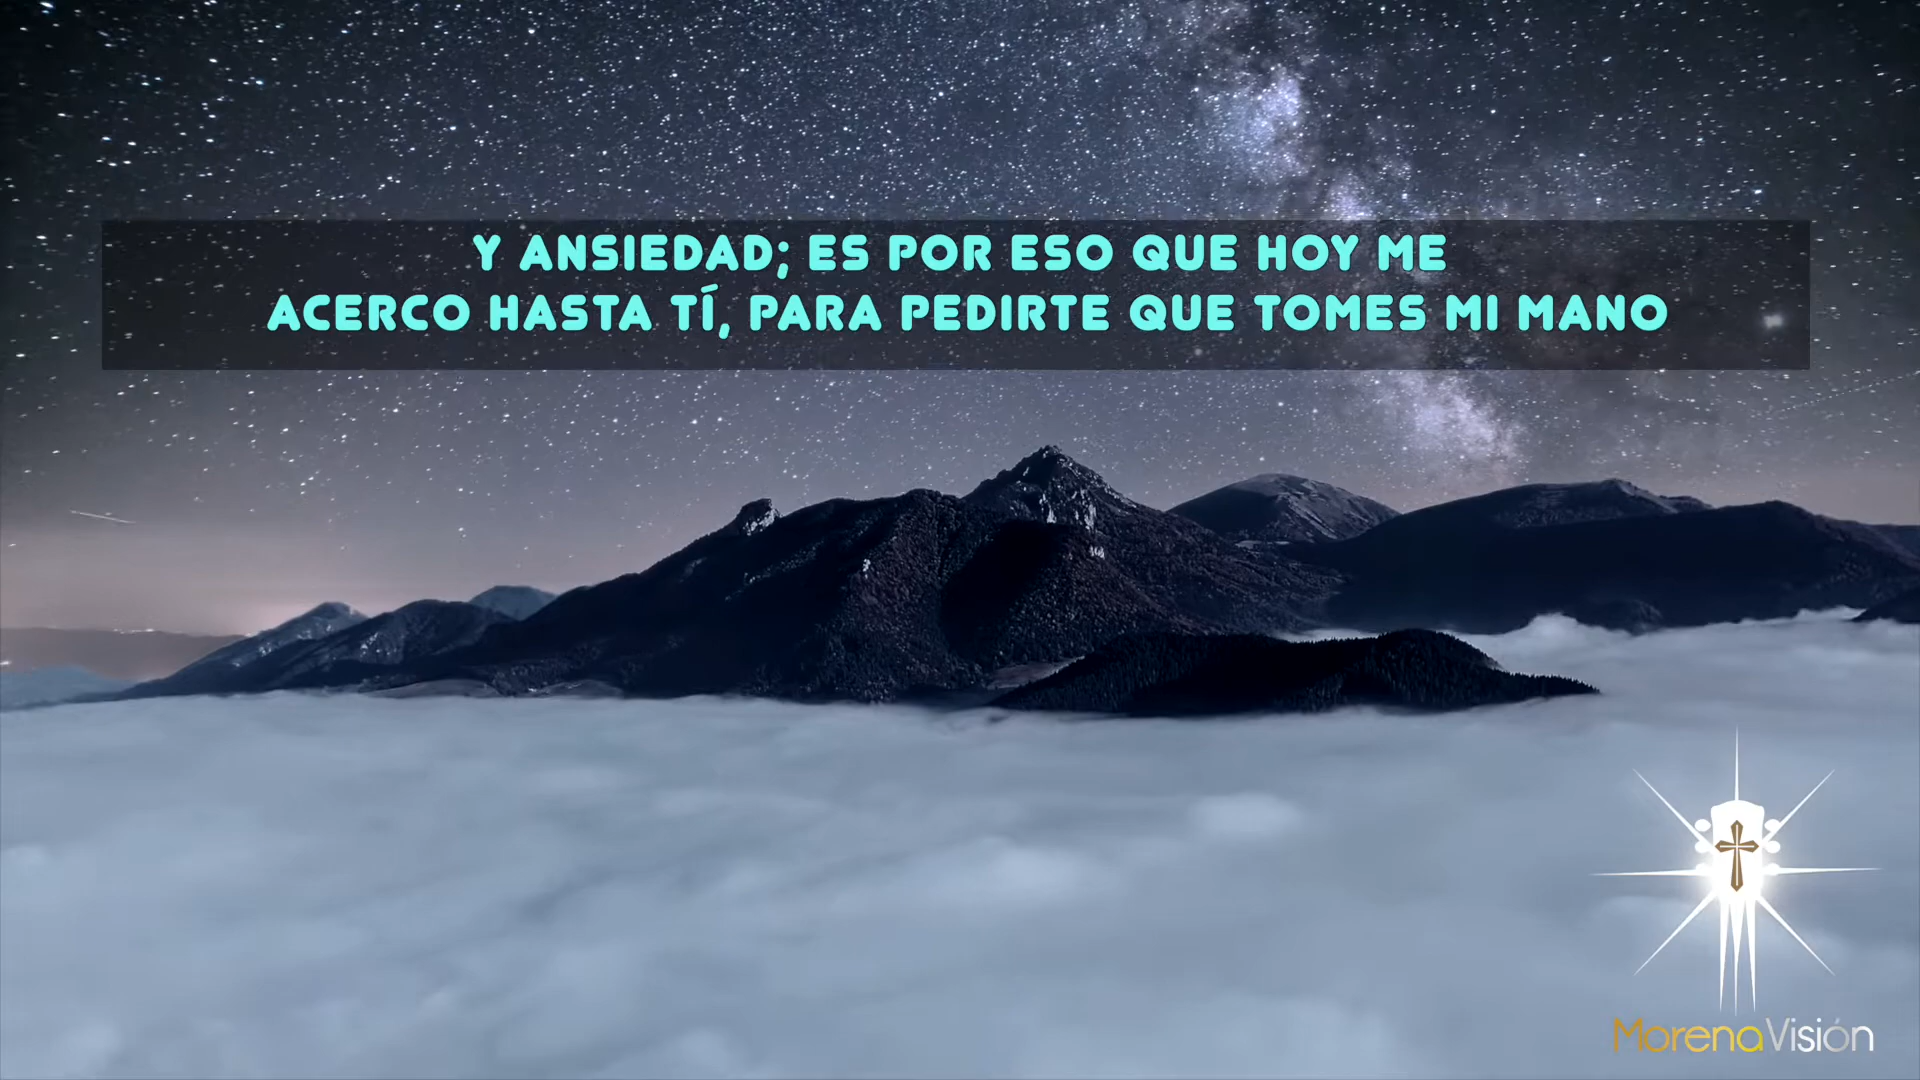 Y ANSIEDAD; ES POR ESO QUE HOY ME
ACERCO HASTA TÍ, PARA PEDIRTE QUE TOMES MI MANO
MorenaVisión